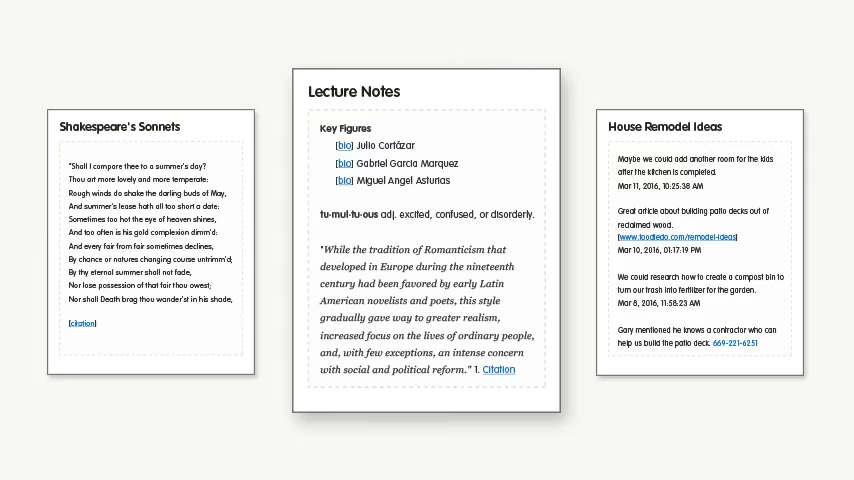 Shakespeare's Sonnets
"Shall I compare thee to a summer's day?
Thou art more lovely and more temperate:
Rough winds do shake the darling buds of May,
And summer's lease hath all too short a date:
Sometimes too hot the eye of heaven shines,
And too often is his gold complexion dimm'd:
And every fair from fair sometimes declines,
By chance or natures changing course untrimm'd;
By thy eternal summer shall not fade,
Nor lose possession of that fair thou owest;
Nor shall Death brag thou wander'st in his shade,
[citation]
Lecture Notes
Key Figures
[bio] Julio Cortázar
[bio] Gabriel Garcia Marquez
[bio] Miguel Angel Asturias
tu·mul·tu·ous adj. excited, confused, or disorderly.
"While the tradition of Romanticism that
developed in Europe during the nineteenth
century had been favored by early Latin
American novelists and poets, this style
gradually gave way to greater realism,
increased focus on the lives of ordinary people,
and, with few exceptions, an intense concern
with social and political reform." 1. Citation
House Remodel Ideas
Maybe we could add another room for the kids
after the kitchen is completed.
Mar 11, 2016, 10:25:38 AM
Great article about building patio decks out of
reclaimed wood.
[www.toodledo.com/remodel-ideas]
Mar 10, 2016, 01:17:19 PM
We could research how to create a compost bin to
turn our trash into fertilizer for the garden.
Mar 8, 2016, 11:58:23 AM
Gary mentioned he knows a contractor who can
help us build the patio deck. 669-221-6251